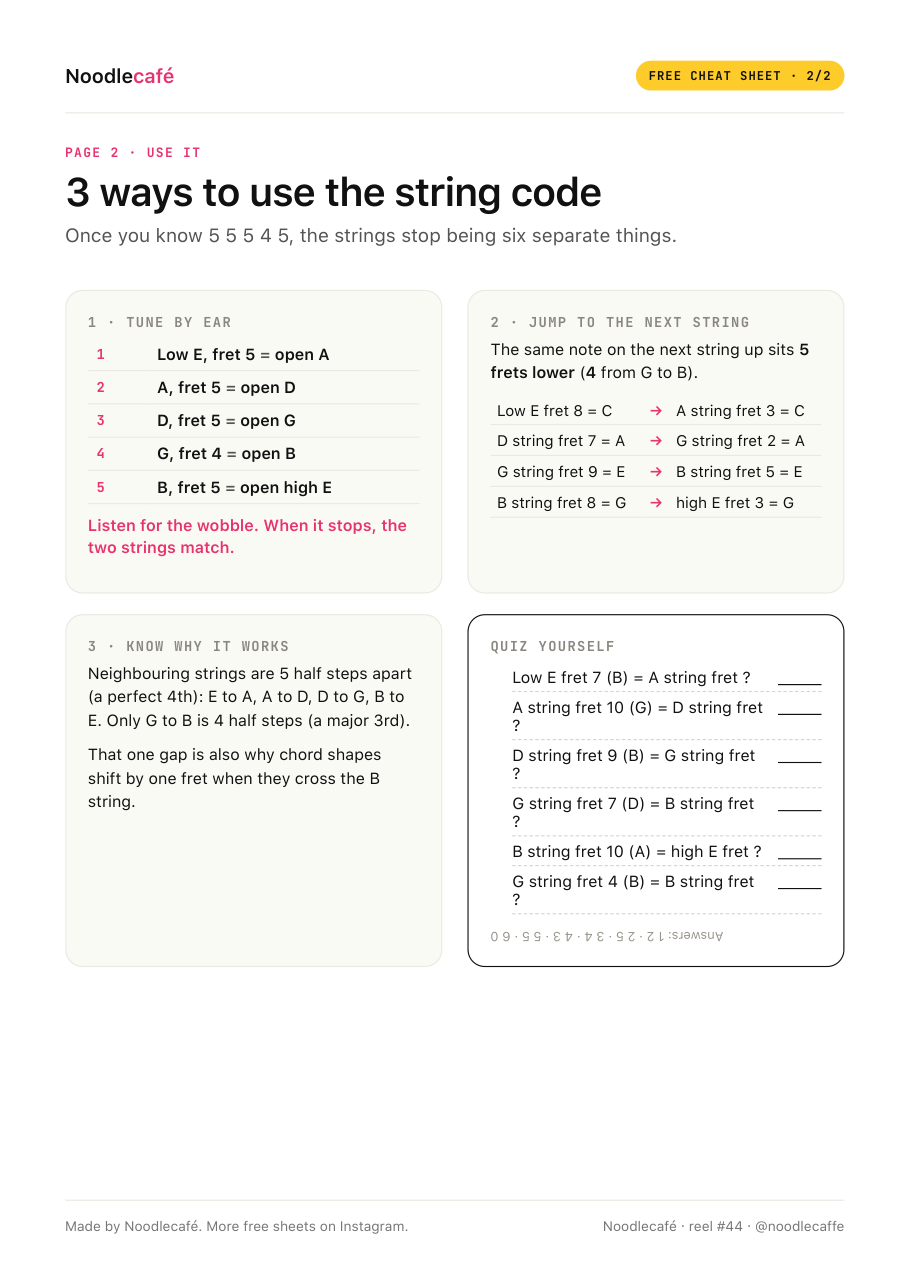 Noodlecafé
FREE CHEAT SHEET · 2/2
PAGE 2 · USE IT
3 ways to use the string code
Once you know 5 5 5 4 5, the strings stop being six separate things.
1 · TUNE BY EAR
1 Low E, fret 5 = open A
2 A, fret 5 = open D
3 D, fret 5 = open G
4 G, fret 4 = open B
5 B, fret 5 = open high E
Listen for the wobble. When it stops, the
two strings match.
2 · JUMP TO THE NEXT STRING
The same note on the next string up sits 5
frets lower (4 from G to B).
Low E fret 8 = C → A string fret 3 = C
D string fret 7 = A → G string fret 2 = A
G string fret 9 = E → B string fret 5 = E
B string fret 8 = G → high E fret 3 = G
3 · KNOW WHY IT WORKS
Neighbouring strings are 5 half steps apart
(a perfect 4th): E to A, A to D, D to G, B to
E. Only G to B is 4 half steps (a major 3rd).
That one gap is also why chord shapes
shift by one fret when they cross the B
string.
QUIZ YOURSELF
Low E fret 7 (B) = A string fret ?
A string fret 10 (G) = D string fret
?
D string fret 9 (B) = G string fret
?
G string fret 7 (D) = B string fret
?
B string fret 10 (A) = high E fret ?
G string fret 4 (B) = B string fret
?
Answers: 1 2 · 2 5 · 3 4 · 4 3 · 5 5 · 6 0
Made by Noodlecafé. More free sheets on Instagram.
Noodlecafé · reel #44 · @noodlecaffe